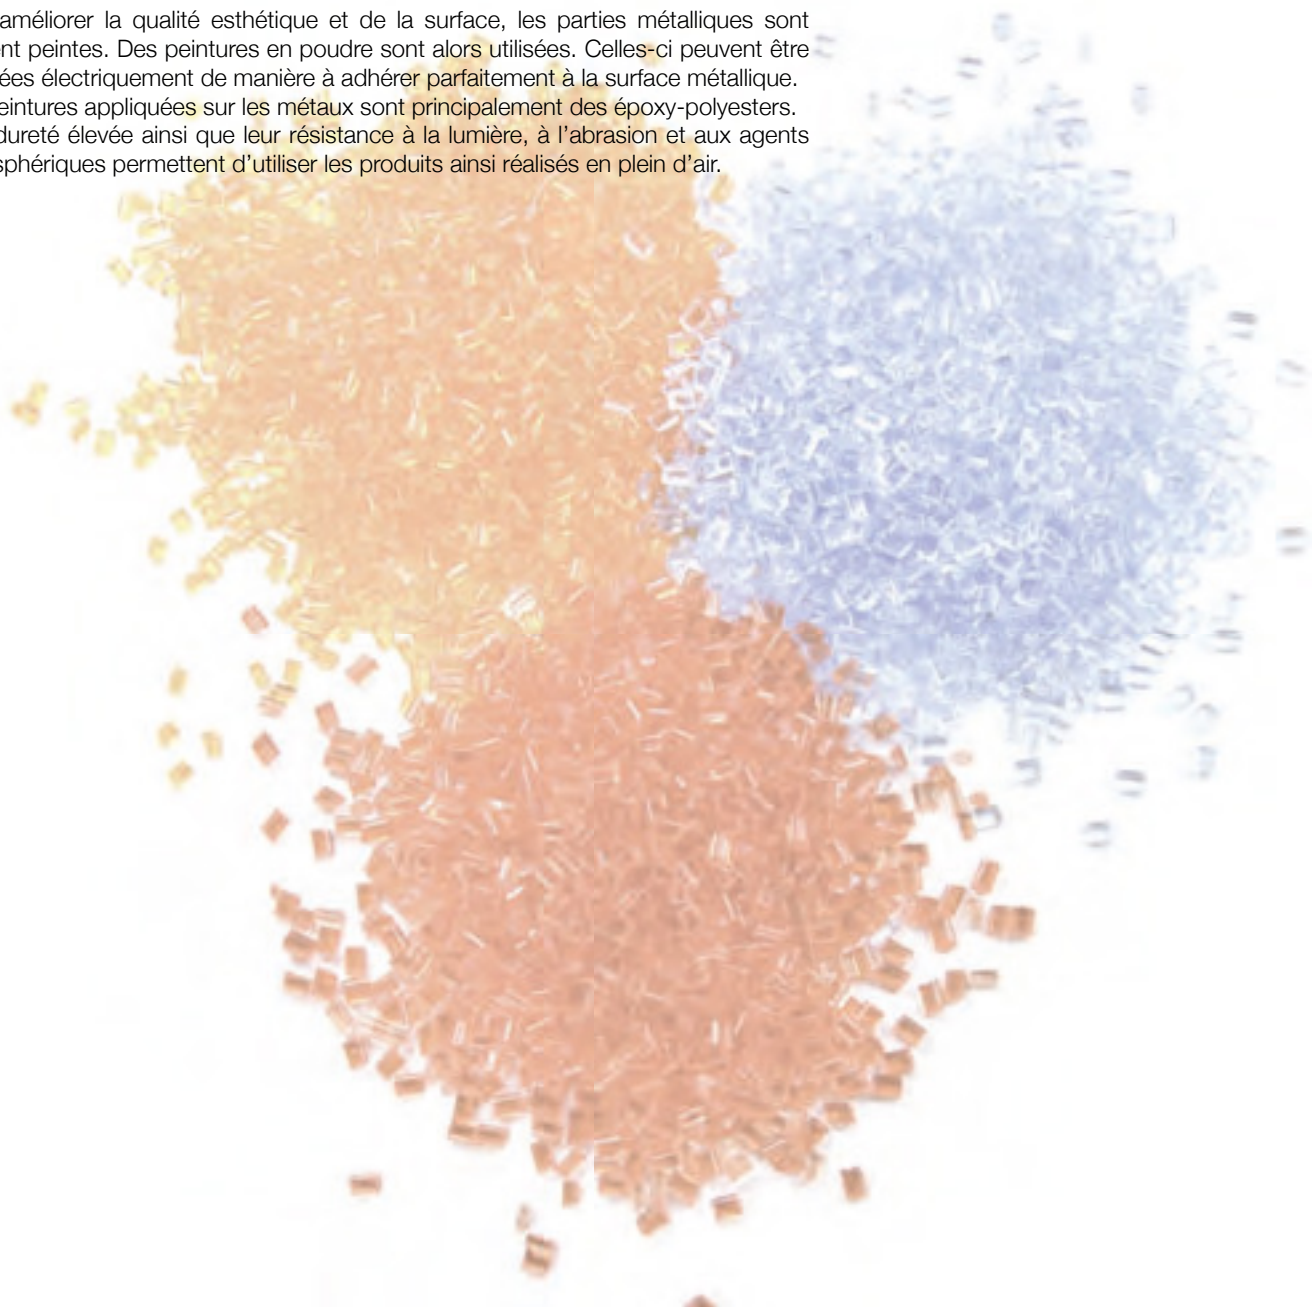 améliorer la qualité esthétique et de la surface, les parties métalliques sont
nt peintes. Des peintures en poudre sont alors utilisées. Celles-ci peuvent être
ées électriquement de manière à adhérer parfaitement à la surface métallique.
eintures appliquées sur les métaux sont principalement des époxy-polyesters.
dureté élevée ainsi que leur résistance à la lumière, à l’abrasion et aux agents
sphériques permettent d’utiliser les produits ainsi réalisés en plein d’air.